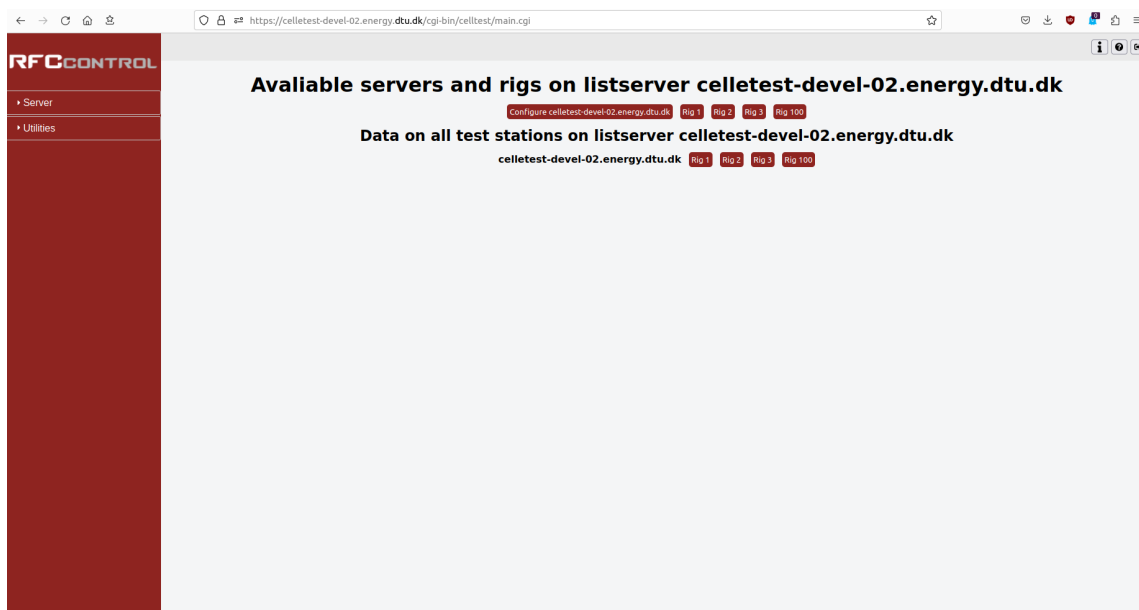 https://celletest-devel-02.energy.dtu.dk/cgi-bin/celltest/main.cgi
RFCCONTROL
Server
Utilities
Avaliable servers and rigs on listserver celletest-devel-02.energy.dtu.dk
Configure celletest-devel-02.energy.dtu.dk Rig 1 Rig 2 Rig 3 Rig 100
Data on all test stations on listserver celletest-devel-02.energy.dtu.dk
celletest-devel-02.energy.dtu.dk Rig 1 Rig 2 Rig 3 Rig 100